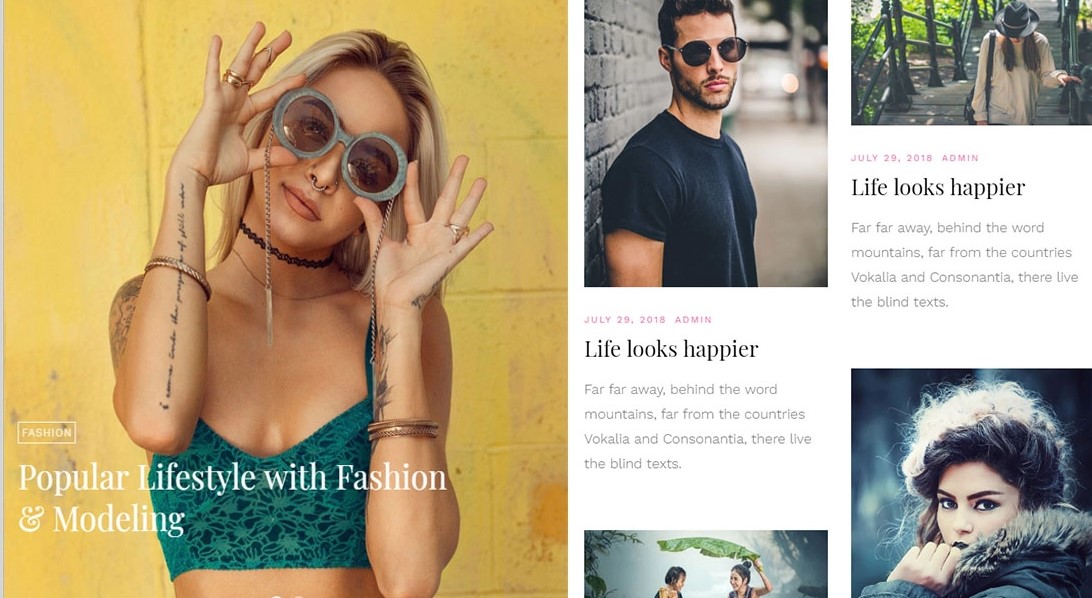 FASHION
Popular Lifestyle with Fashion
& Modeling
JULY 29, 2018 ADMIN
Life looks happier
Far far away, behind the word
mountains, far from the countries
Vokalia and Consonantia, there live
the blind texts.
JULY 29, 2018 ADMIN
Life looks happier
Far far away, behind the word
mountains, far from the countries
Vokalia and Consonantia, there live
the blind texts.